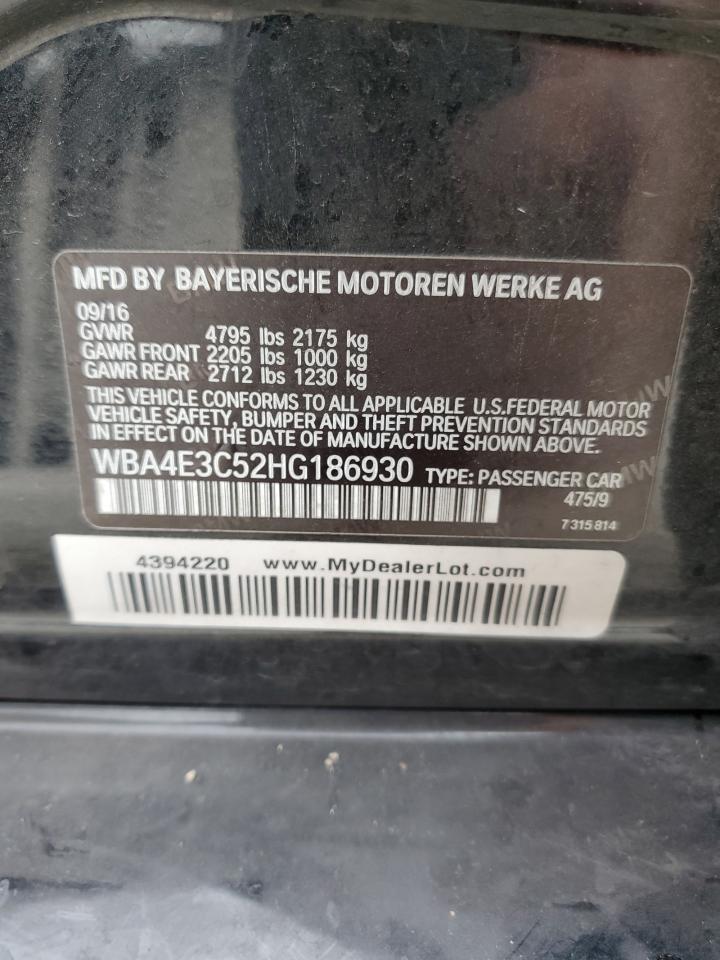 MFD BY BAYERISCHE MOTOREN WERKE AG
09/16
GVWR 4795 lbs 2175 kg
GAWR FRONT 2205 lbs 1000 kg
GAWR REAR 2712 lbs 1230 kg
THIS VEHICLE CONFORMS TO ALL APPLICABLE U.S.FEDERAL MOTOR
VEHICLE SAFETY, BUMPER AND THEFT PREVENTION STANDARDS
IN EFFECT ON THE DATE OF MANUFACTURE SHOWN ABOVE.
WBA4E3C52HG186930 TYPE: PASSENGER CAR
475/9
7 315 814
4394220 www.MyDealerLot.com